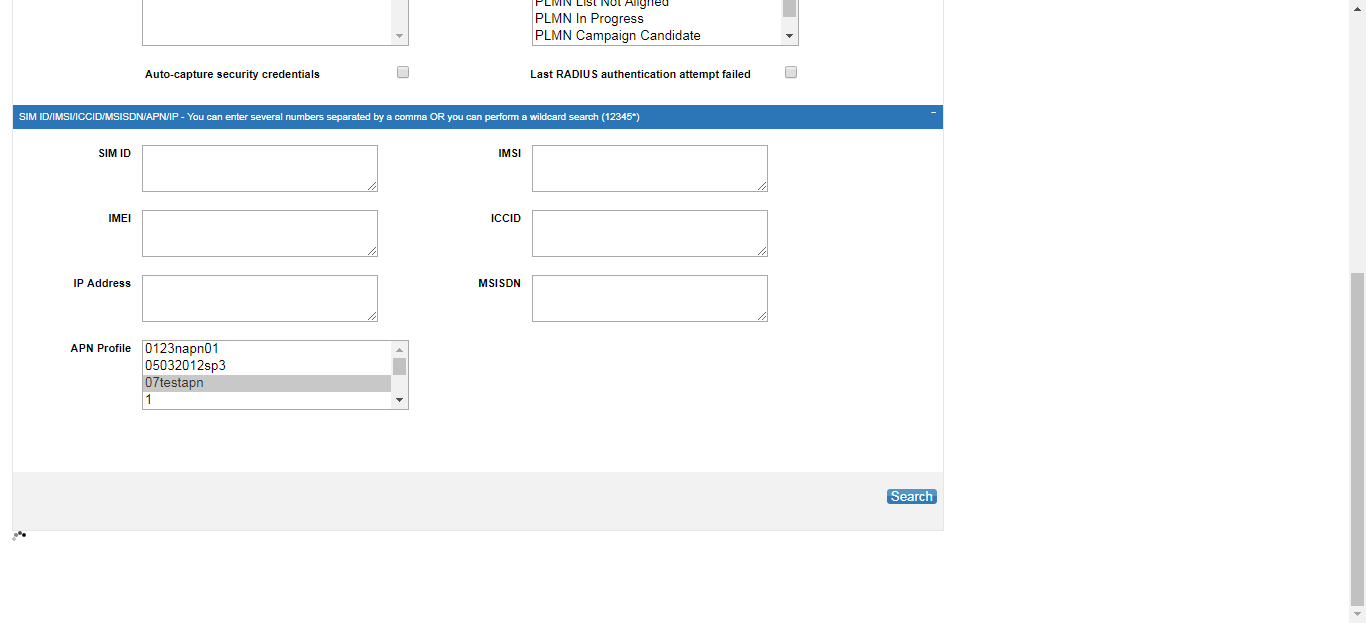 PLMN List Not Aligned
PLMN In Progress
PLMN Campaign Candidate
Auto-capture security credentials
Last RADIUS authentication attempt failed
SIM ID/IMSI/ICCID/MSISDN/APN/IP - You can enter several numbers separated by a comma OR you can perform a wildcard search (12345*)
SIM ID
IMSI
IMEI
ICCID
IP Address
MSISDN
APN Profile
0123napn01
05032012sp3
07testapn
1
Search